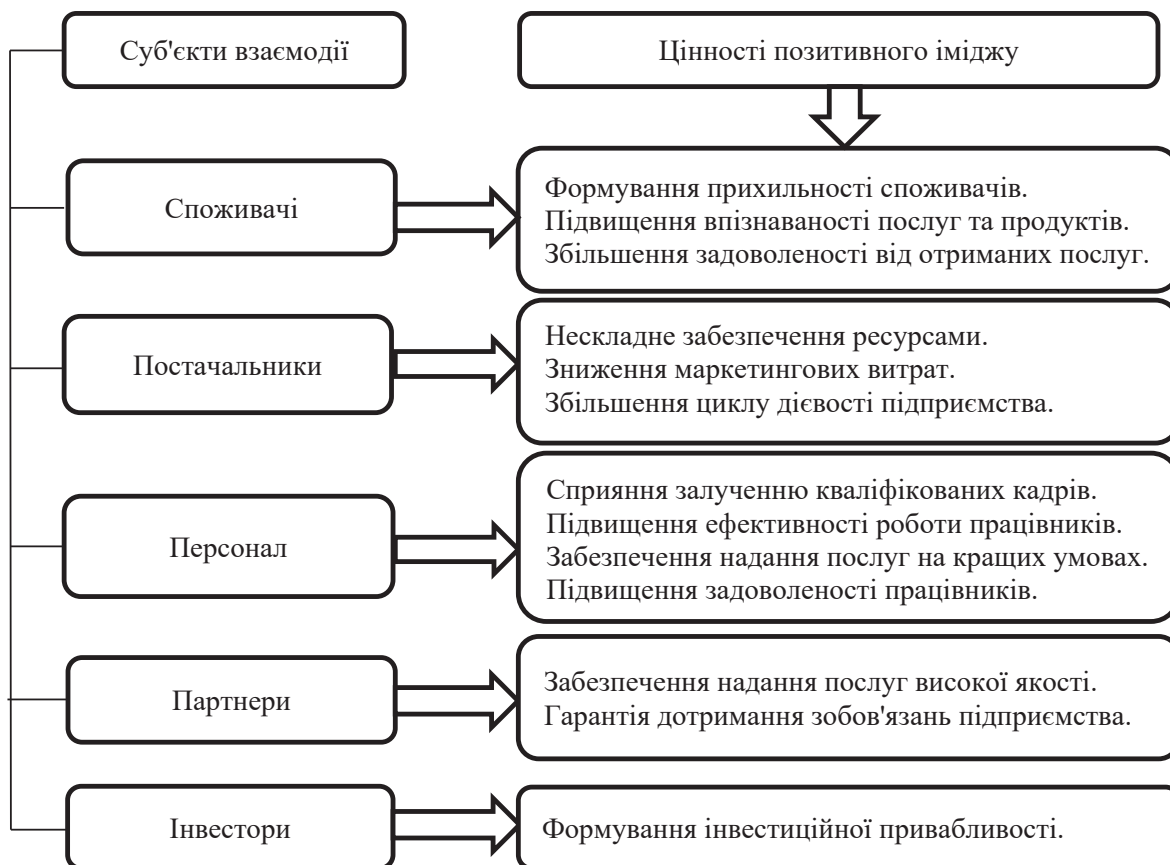 Суб'єкти взаємодії
Цінності позитивного іміджу
Споживачі
Формування прихильності споживачів.
Підвищення впізнаваності послуг та продуктів.
Збільшення задоволеності від отриманих послуг.
Постачальники
Нескладне забезпечення ресурсами.
Зниження маркетингових витрат.
Збільшення циклу дієвості підприємства.
Персонал
Сприяння залученню кваліфікованих кадрів.
Підвищення ефективності роботи працівників.
Забезпечення надання послуг на кращих умовах.
Підвищення задоволеності працівників.
Партнери
Забезпечення надання послуг високої якості.
Гарантія дотримання зобов'язань підприємства.
Інвестори
Формування інвестиційної привабливості.